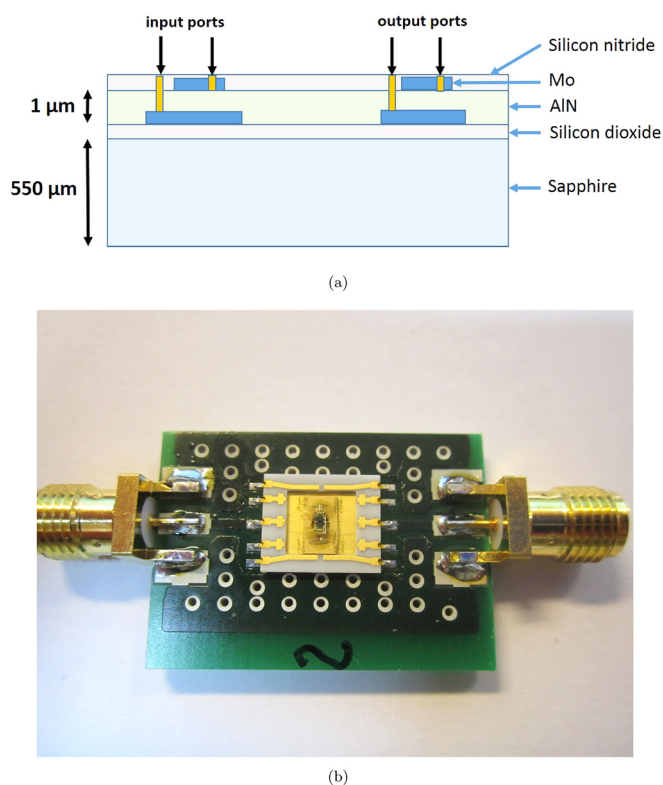 input ports
output ports
Silicon nitride
Mo
1 μm
AlN
Silicon dioxide
550 μm
Sapphire
(a)
2
(b)